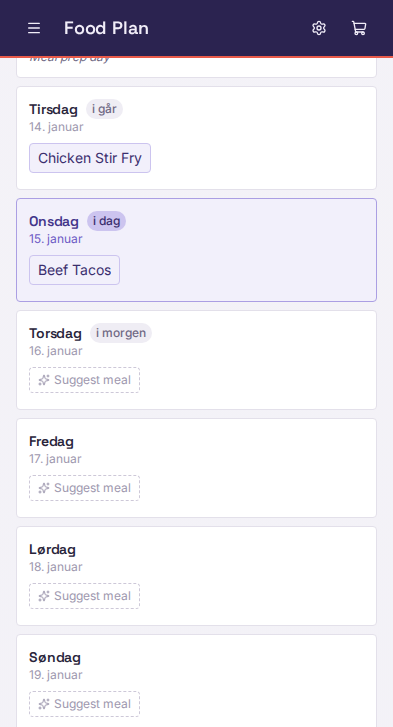 Food Plan
Meal prep day
Tirsdag i går
14. januar
Chicken Stir Fry
Onsdag i dag
15. januar
Beef Tacos
Torsdag i morgen
16. januar
Suggest meal
Fredag
17. januar
Suggest meal
Lørdag
18. januar
Suggest meal
Søndag
19. januar
Suggest meal